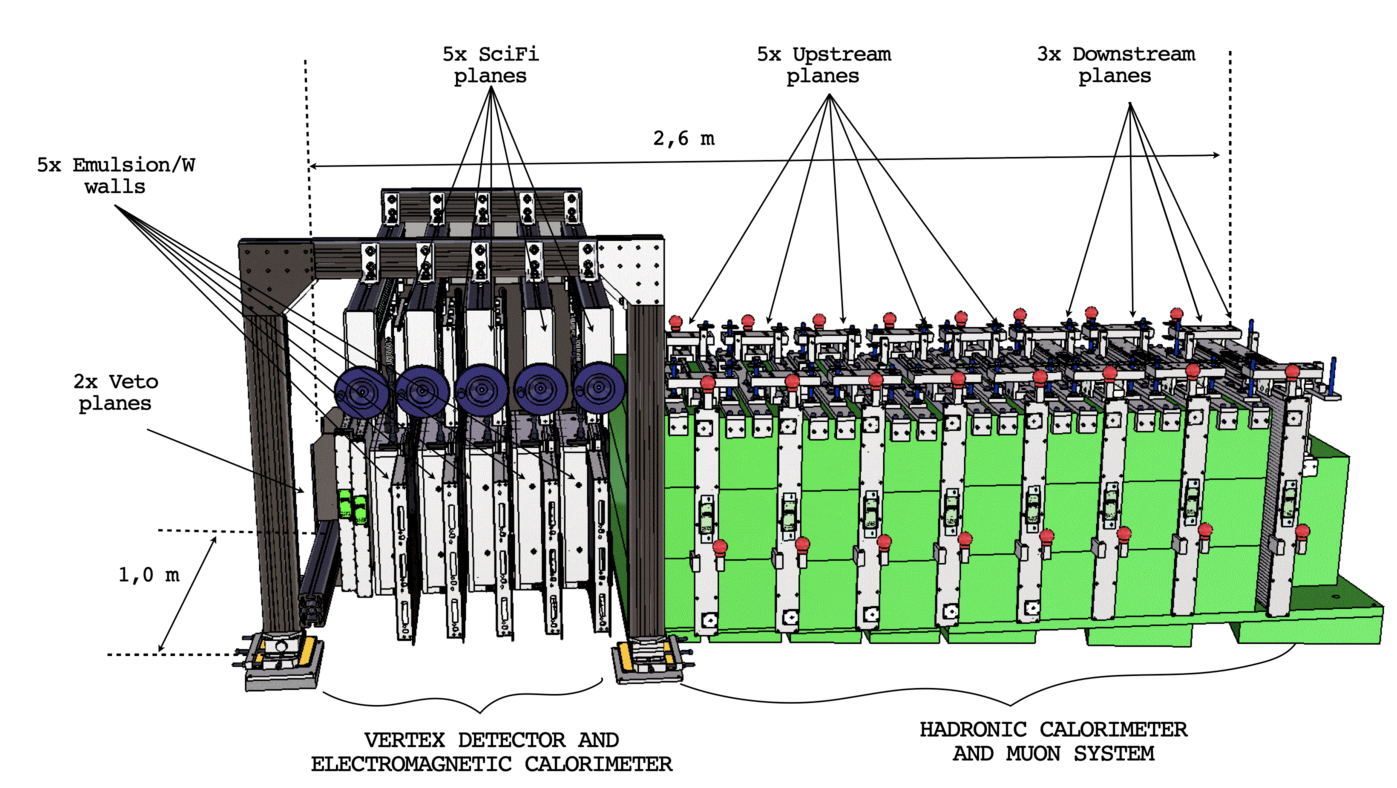 5x SciFi
planes
5x Upstream
planes
3x Downstream
planes
2,6 m
5x Emulsion/W
walls
2x Veto
planes
1,0 m
VERTEX DETECTOR AND
ELECTROMAGNETIC CALORIMETER
HADRONIC CALORIMETER
AND MUON SYSTEM